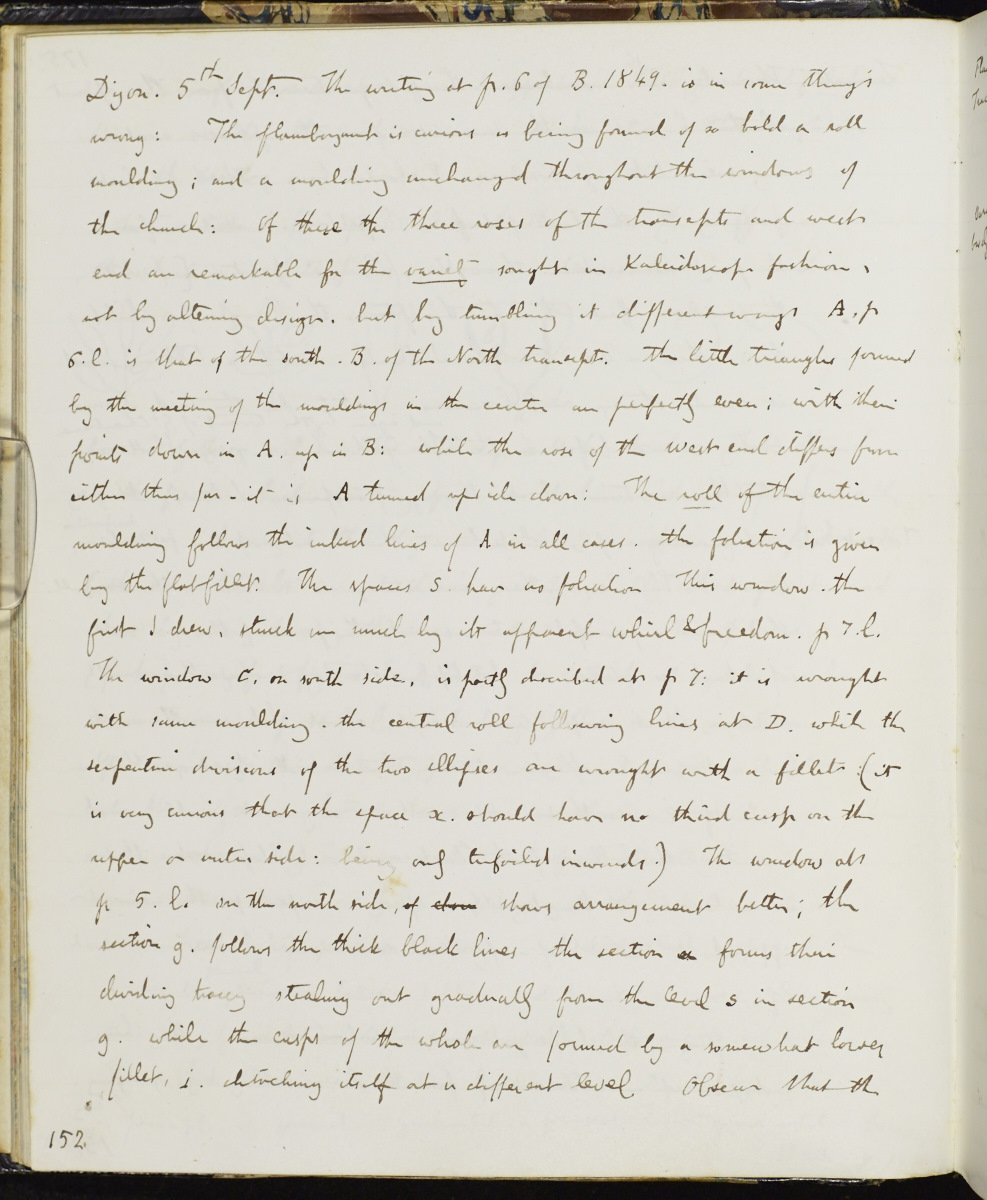 Dijon. 5th Sept. The writing at p. 6 of B. 1849. is in some things
wrong: The flamboyant is curious as being formed of so bold a roll
moulding; and a moulding unchanged throughout the windows of
the church: Of these the three roses of the transepts and west
end are remarkable for the variety sought in Kaleidoscope fashion,
not by altering design. but by tumbling it different ways A. p
6. l. is that of the south. B. of the North transept. the little triangles formed
by the meeting of the mouldings in the center are perfectly even; with their
points down in A. up in B: while the rose of the west end differs from
either thus far - it is A turned upside down: The roll of the entire
moulding follows the inked lines of A in all cases. the foliation is given
by the flat fillet. The spaces S. have no foliation This window. the
first I drew, struck me much by its apparent whirl & freedom. p 7. l.
The window C, on south side, is partly described at p 7: it is wrought
with same moulding. the central roll following lines at D. while the
serpentine divisions of the two ellipses are wrought with a fillet: (it
is very curious that the space x. should have no third cusp on the
upper or outer side: being only trefoiled inwards.) The window at
p 5. l. on the north side, of shows arrangement better; the
section g. follows the thick black lines the section a forms their
dividing tracery stealing out gradually from the level s in section
g. while the cusps of the whole are formed by a somewhat lower
fillet, i. detaching itself at a different level Observe that the
152.